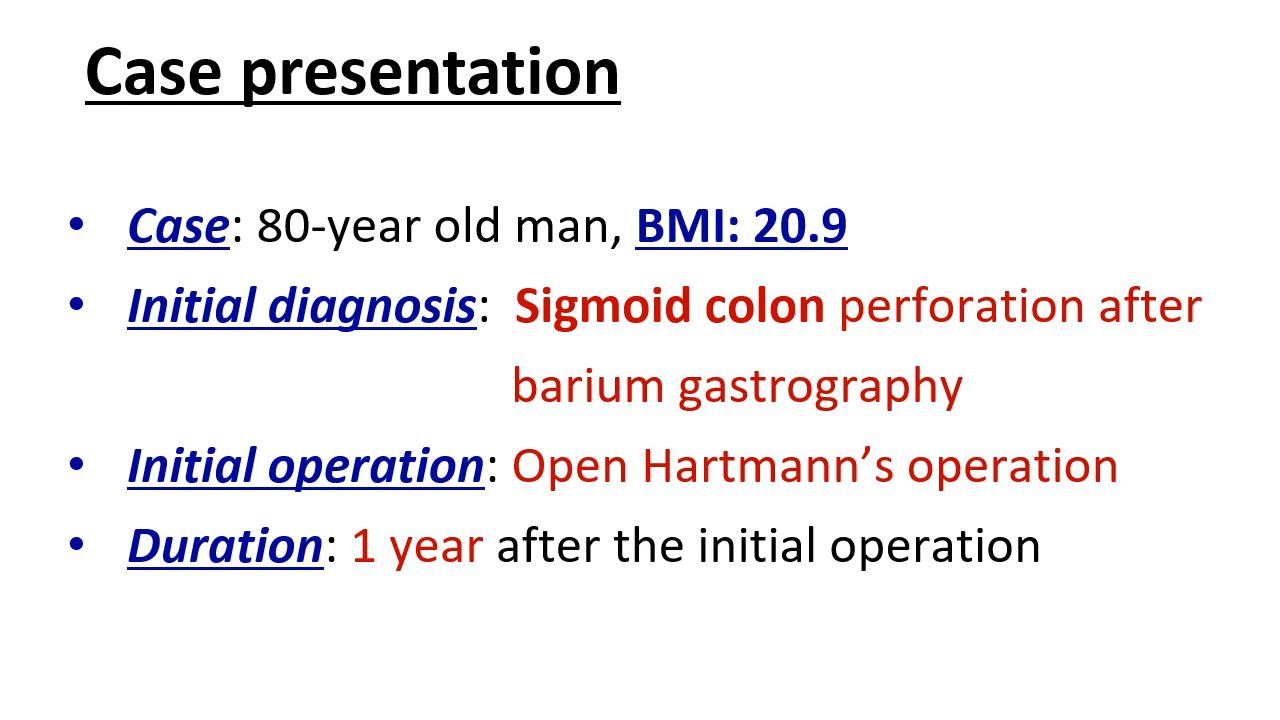 Case presentation
• Case: 80-year old man, BMI: 20.9
• Initial diagnosis: Sigmoid colon perforation after
barium gastrography
• Initial operation: Open Hartmann’s operation
• Duration: 1 year after the initial operation